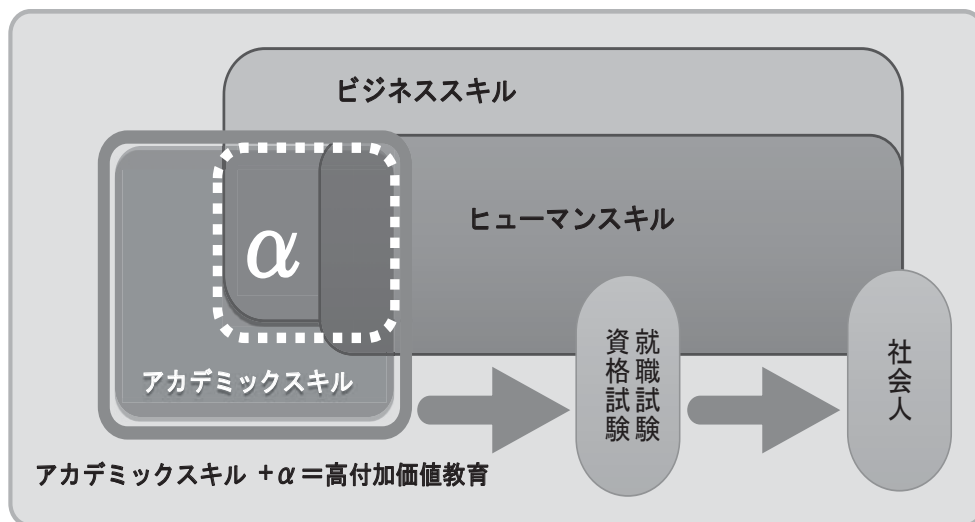 ビジネススキル
ヒューマンスキル
α
アカデミックスキル
就職試験
資格試験
社会人
アカデミックスキル +α=高付加価値教育